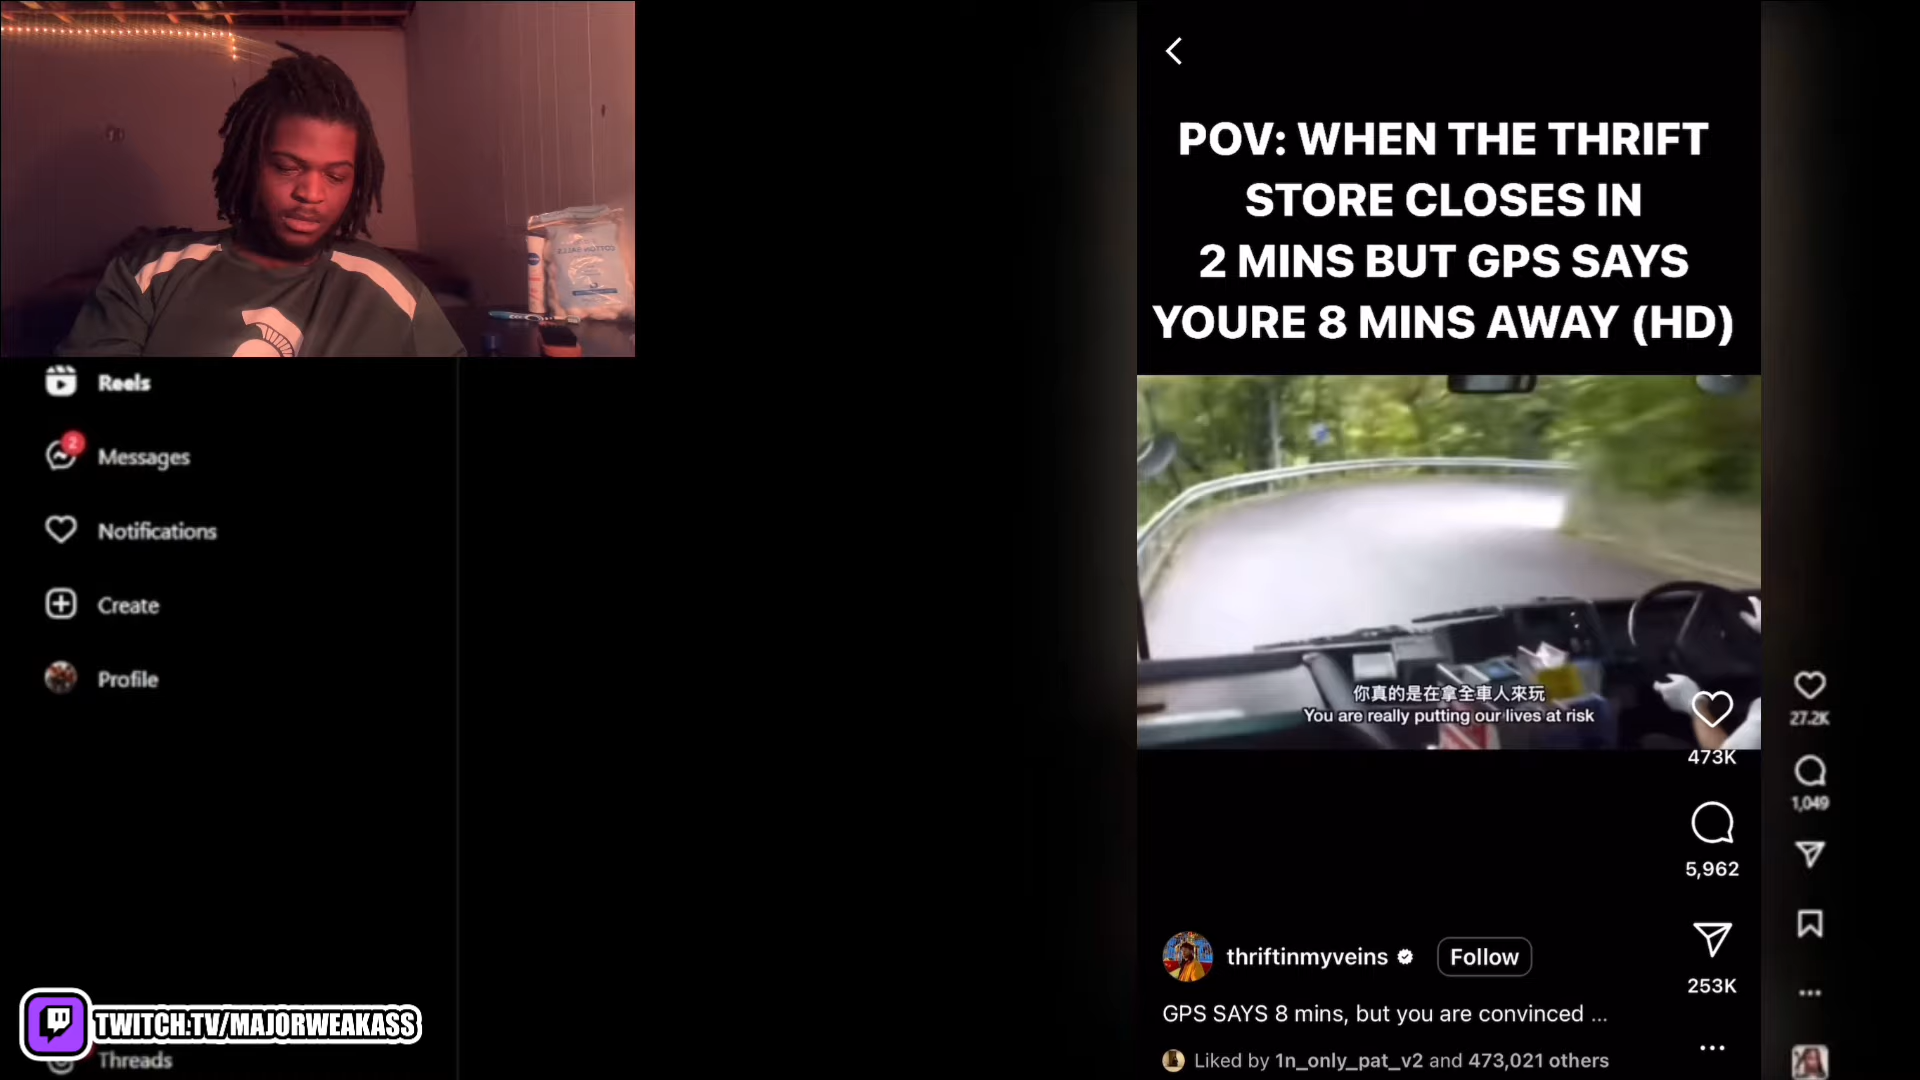 POV: WHEN THE THRIFT
STORE CLOSES IN
2 MINS BUT GPS SAYS
YOURE 8 MINS AWAY (HD)
COTTON BALLS
Reels
2
Messages
Notifications
Create
Profile
Threads
TWITCH.TV/MAJORWEAKASS
你真的是在拿全車人來玩
You are really putting our lives at risk
473K
5,962
253K
thriftinmyveins
Follow
GPS SAYS 8 mins, but you are convinced ...
Liked by 1n_only_pat_v2 and 473,021 others
27.2K
1,049